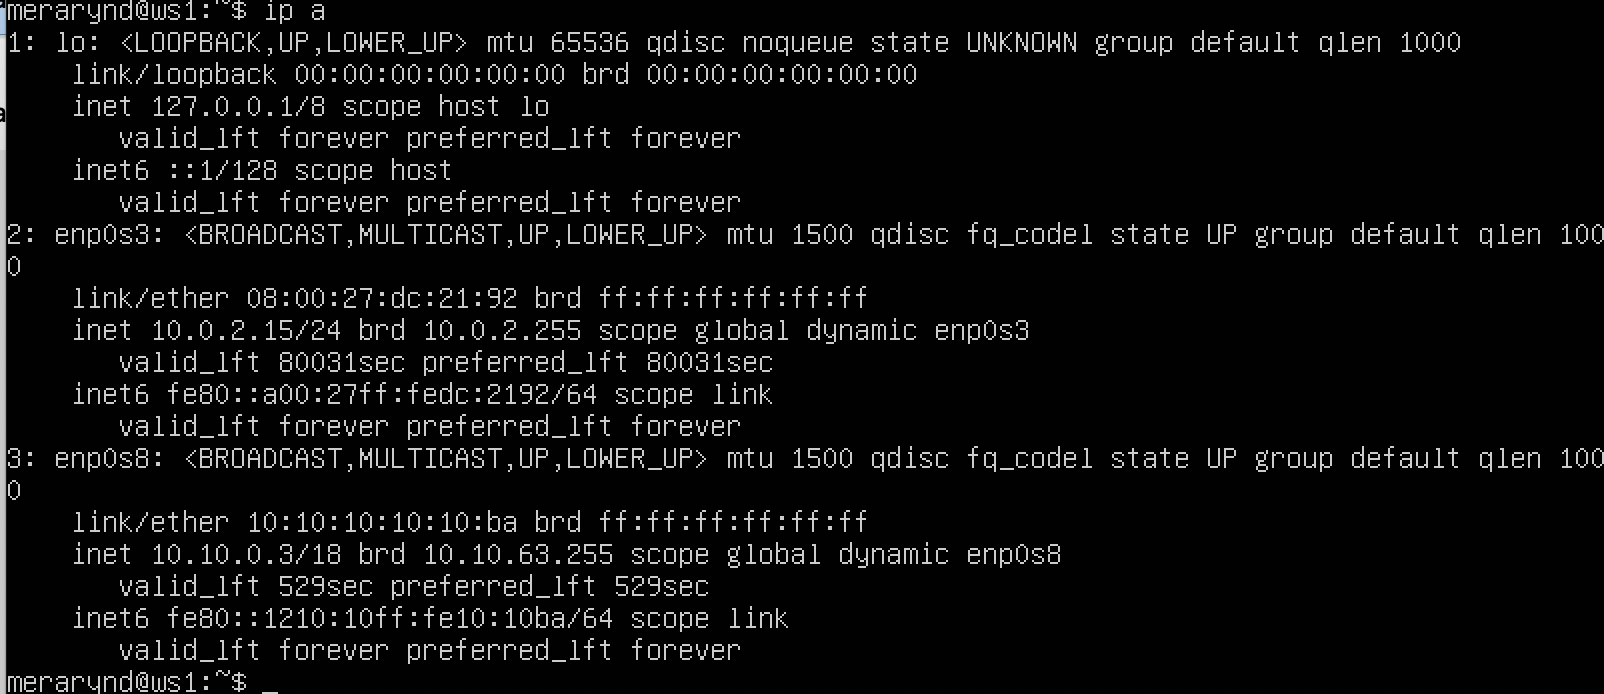 merarynd@ws1:~$ ip a
1: lo: <LOOPBACK,UP,LOWER_UP> mtu 65536 qdisc noqueue state UNKNOWN group default qlen 1000
    link/loopback 00:00:00:00:00:00 brd 00:00:00:00:00:00
    inet 127.0.0.1/8 scope host lo
       valid_lft forever preferred_lft forever
    inet6 ::1/128 scope host
       valid_lft forever preferred_lft forever
2: enp0s3: <BROADCAST,MULTICAST,UP,LOWER_UP> mtu 1500 qdisc fq_codel state UP group default qlen 100
0
    link/ether 08:00:27:dc:21:92 brd ff:ff:ff:ff:ff:ff
    inet 10.0.2.15/24 brd 10.0.2.255 scope global dynamic enp0s3
       valid_lft 80031sec preferred_lft 80031sec
    inet6 fe80::a00:27ff:fedc:2192/64 scope link
       valid_lft forever preferred_lft forever
3: enp0s8: <BROADCAST,MULTICAST,UP,LOWER_UP> mtu 1500 qdisc fq_codel state UP group default qlen 100
0
    link/ether 10:10:10:10:10:ba brd ff:ff:ff:ff:ff:ff
    inet 10.10.0.3/18 brd 10.10.63.255 scope global dynamic enp0s8
       valid_lft 529sec preferred_lft 529sec
    inet6 fe80::1210:10ff:fe10:10ba/64 scope link
       valid_lft forever preferred_lft forever
merarynd@ws1:~$ _